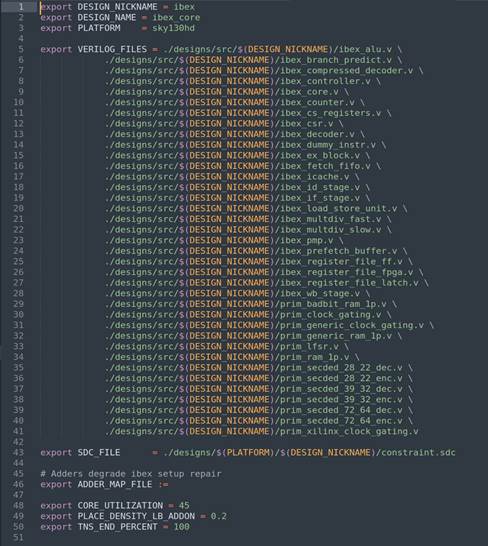 1 export DESIGN_NICKNAME = ibex
2 export DESIGN_NAME = ibex_core
3 export PLATFORM    = sky130hd
4
5 export VERILOG_FILES = ./designs/src/$(DESIGN_NICKNAME)/ibex_alu.v \
6 ./designs/src/$(DESIGN_NICKNAME)/ibex_branch_predict.v \
7 ./designs/src/$(DESIGN_NICKNAME)/ibex_compressed_decoder.v \
8 ./designs/src/$(DESIGN_NICKNAME)/ibex_controller.v \
9 ./designs/src/$(DESIGN_NICKNAME)/ibex_core.v \
10 ./designs/src/$(DESIGN_NICKNAME)/ibex_counter.v \
11 ./designs/src/$(DESIGN_NICKNAME)/ibex_cs_registers.v \
12 ./designs/src/$(DESIGN_NICKNAME)/ibex_csr.v \
13 ./designs/src/$(DESIGN_NICKNAME)/ibex_decoder.v \
14 ./designs/src/$(DESIGN_NICKNAME)/ibex_dummy_instr.v \
15 ./designs/src/$(DESIGN_NICKNAME)/ibex_ex_block.v \
16 ./designs/src/$(DESIGN_NICKNAME)/ibex_fetch_fifo.v \
17 ./designs/src/$(DESIGN_NICKNAME)/ibex_icache.v \
18 ./designs/src/$(DESIGN_NICKNAME)/ibex_id_stage.v \
19 ./designs/src/$(DESIGN_NICKNAME)/ibex_if_stage.v \
20 ./designs/src/$(DESIGN_NICKNAME)/ibex_load_store_unit.v \
21 ./designs/src/$(DESIGN_NICKNAME)/ibex_multdiv_fast.v \
22 ./designs/src/$(DESIGN_NICKNAME)/ibex_multdiv_slow.v \
23 ./designs/src/$(DESIGN_NICKNAME)/ibex_pmp.v \
24 ./designs/src/$(DESIGN_NICKNAME)/ibex_prefetch_buffer.v \
25 ./designs/src/$(DESIGN_NICKNAME)/ibex_register_file_ff.v \
26 ./designs/src/$(DESIGN_NICKNAME)/ibex_register_file_fpga.v \
27 ./designs/src/$(DESIGN_NICKNAME)/ibex_register_file_latch.v \
28 ./designs/src/$(DESIGN_NICKNAME)/ibex_wb_stage.v \
29 ./designs/src/$(DESIGN_NICKNAME)/prim_badbit_ram_1p.v \
30 ./designs/src/$(DESIGN_NICKNAME)/prim_clock_gating.v \
31 ./designs/src/$(DESIGN_NICKNAME)/prim_generic_clock_gating.v \
32 ./designs/src/$(DESIGN_NICKNAME)/prim_generic_ram_1p.v \
33 ./designs/src/$(DESIGN_NICKNAME)/prim_lfsr.v \
34 ./designs/src/$(DESIGN_NICKNAME)/prim_ram_1p.v \
35 ./designs/src/$(DESIGN_NICKNAME)/prim_secded_28_22_dec.v \
36 ./designs/src/$(DESIGN_NICKNAME)/prim_secded_28_22_enc.v \
37 ./designs/src/$(DESIGN_NICKNAME)/prim_secded_39_32_dec.v \
38 ./designs/src/$(DESIGN_NICKNAME)/prim_secded_39_32_enc.v \
39 ./designs/src/$(DESIGN_NICKNAME)/prim_secded_72_64_dec.v \
40 ./designs/src/$(DESIGN_NICKNAME)/prim_secded_72_64_enc.v \
41 ./designs/src/$(DESIGN_NICKNAME)/prim_xilinx_clock_gating.v
42
43 export SDC_FILE      = ./designs/$(PLATFORM)/$(DESIGN_NICKNAME)/constraint.sdc
44
45 # Adders degrade ibex setup repair
46 export ADDER_MAP_FILE :=
47
48 export CORE_UTILIZATION = 45
49 export PLACE_DENSITY_LB_ADDON = 0.2
50 export TNS_END_PERCENT = 100
51